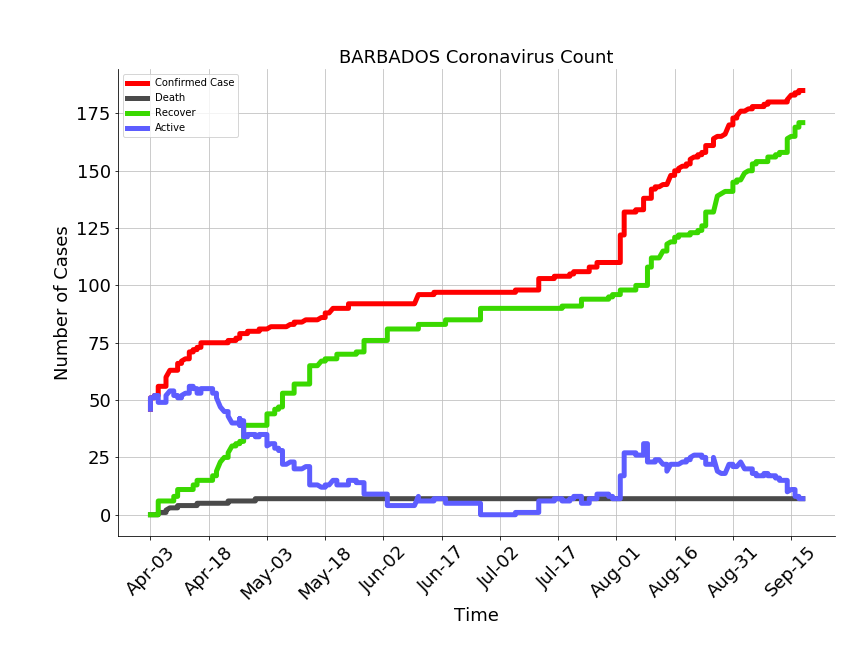 BARBADOS Coronavirus Count
Confirmed Case
Death
Recover
Active
Number of Cases
175
150
125
100
75
50
25
0
Apr-03
Apr-18
May-03
May-18
Jun-02
Jun-17
Jul-02
Jul-17
Aug-01
Aug-16
Aug-31
Sep-15
Time